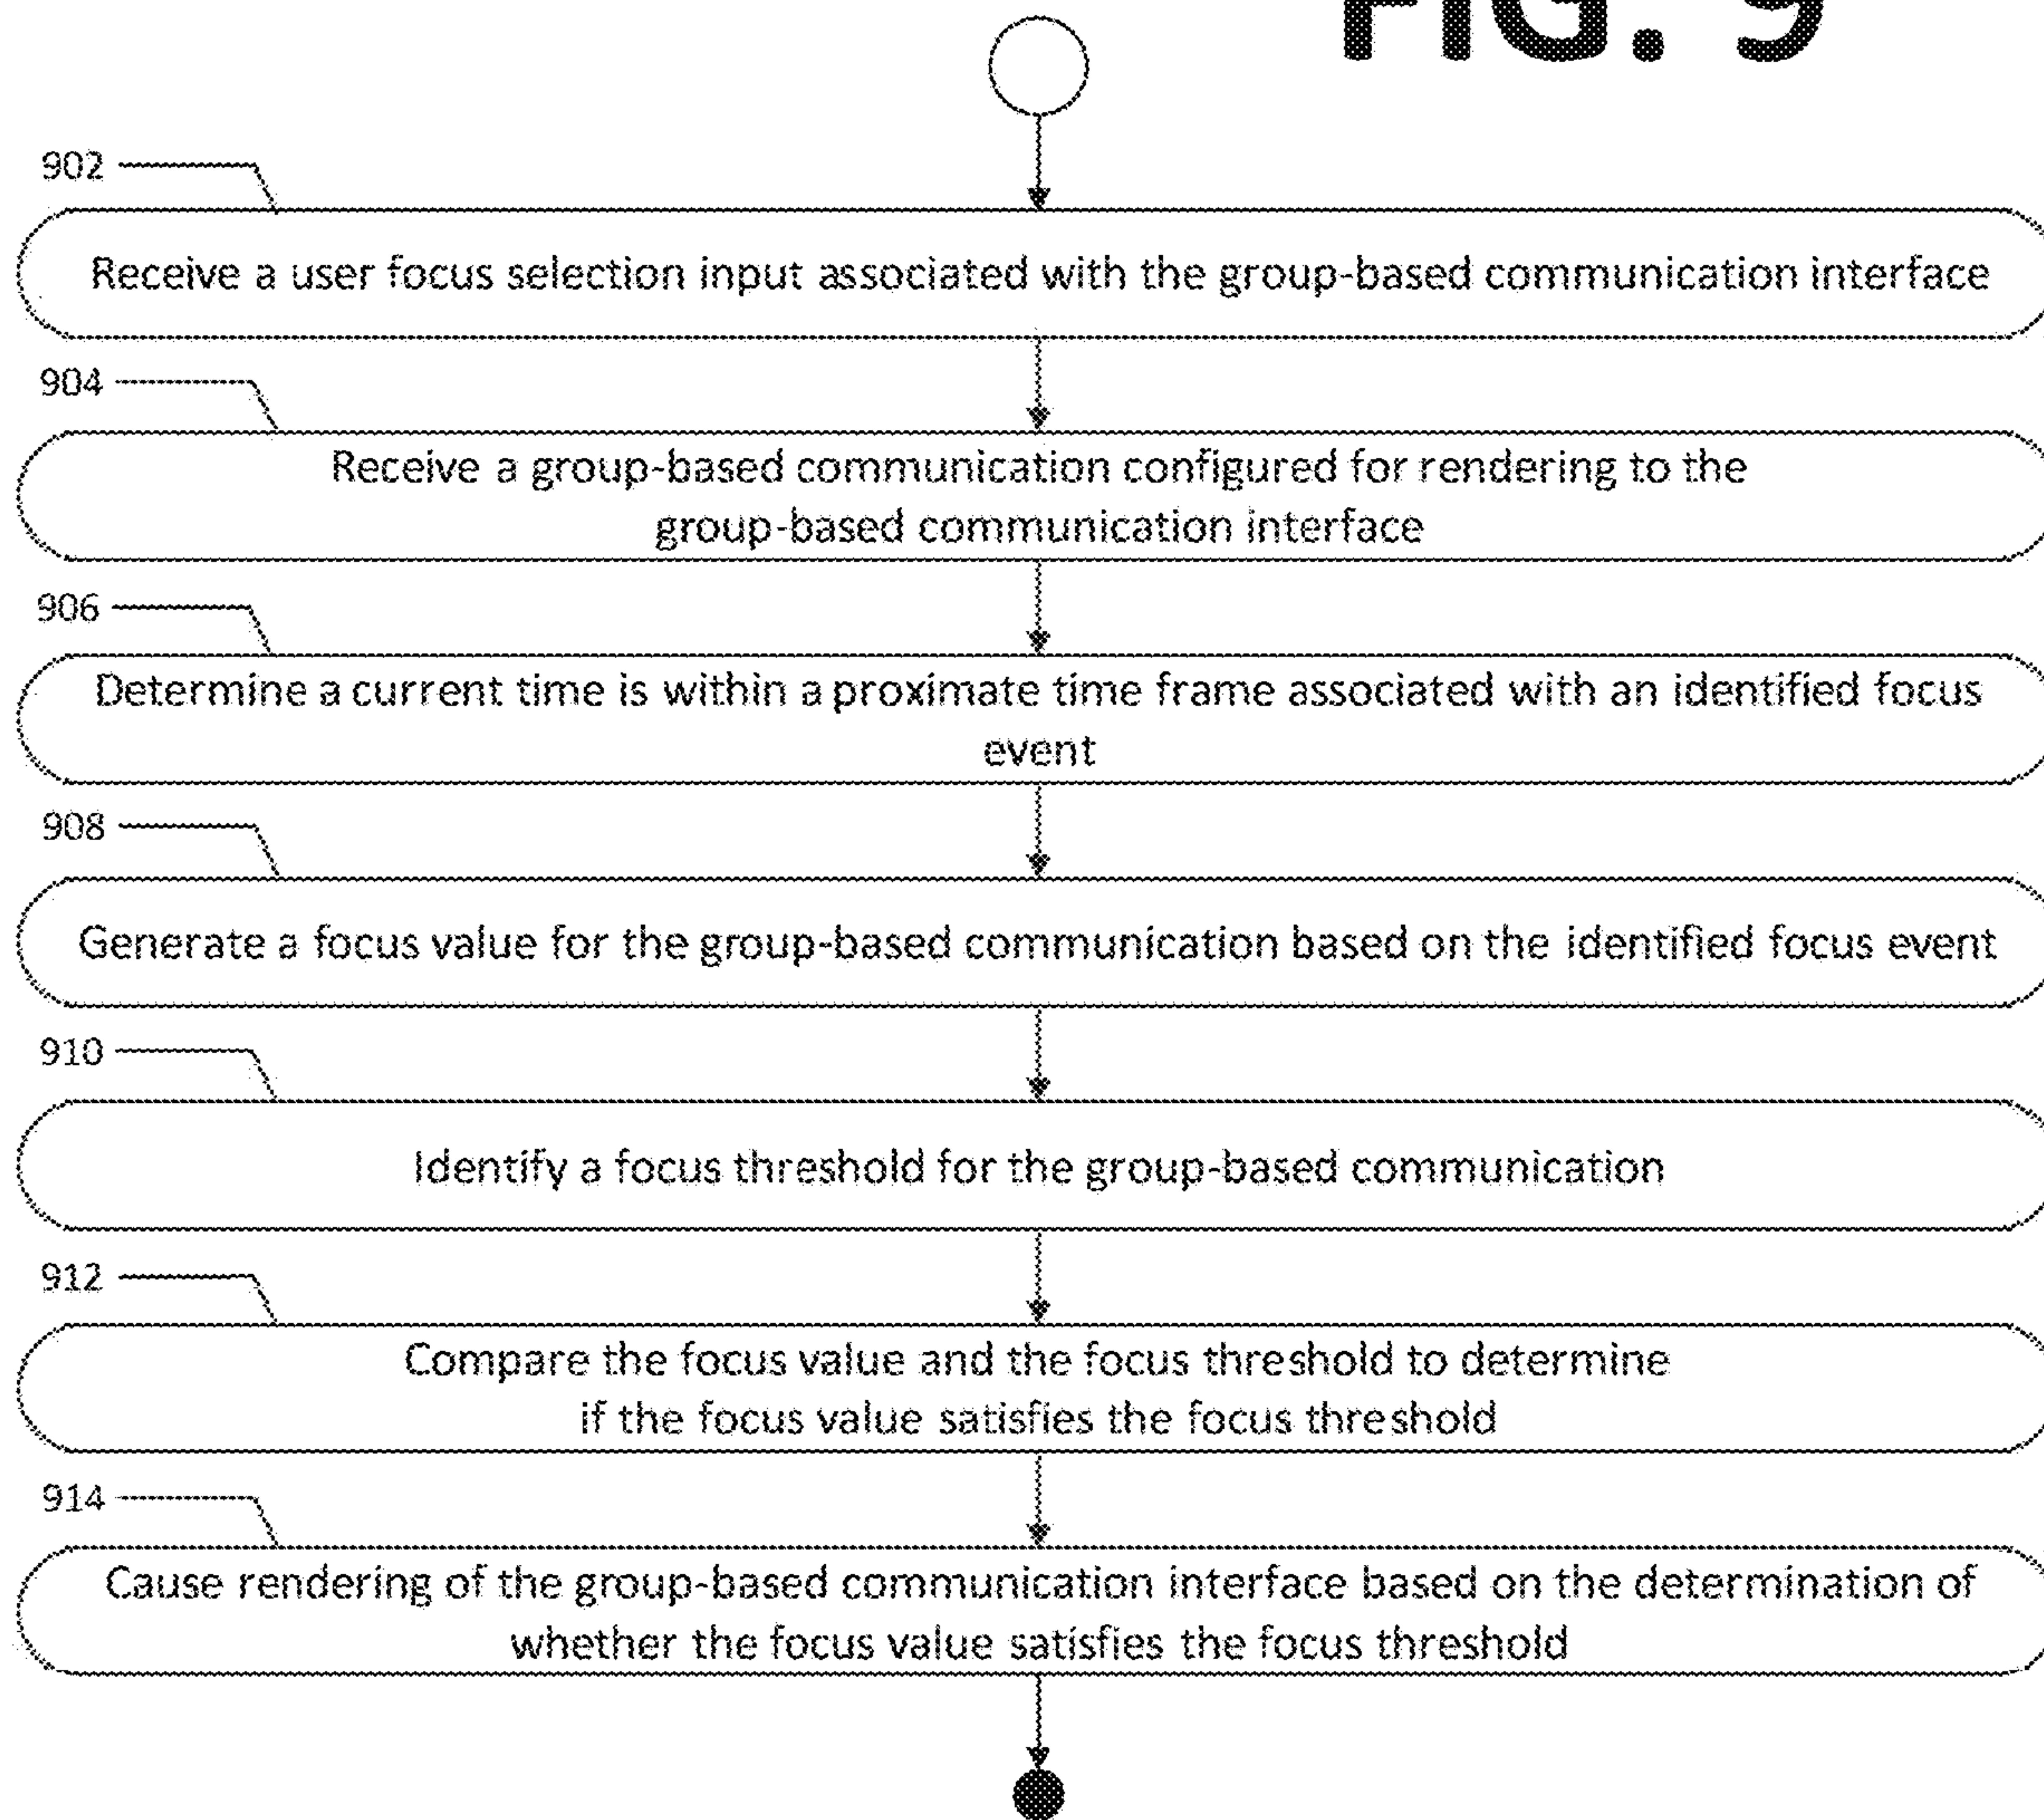 FIG. 9
902
Receive a user focus selection input associated with the group-based communication interface
904
Receive a group-based communication configured for rendering to the
group-based communication interface
906
Determine a current time is within a proximate time frame associated with an identified focus
event
908
Generate a focus value for the group-based communication based on the identified focus event
910
Identify a focus threshold for the group-based communication
912
Compare the focus value and the focus threshold to determine
if the focus value satisfies the focus threshold
914
Cause rendering of the group-based communication interface based on the determination of
whether the focus value satisfies the focus threshold